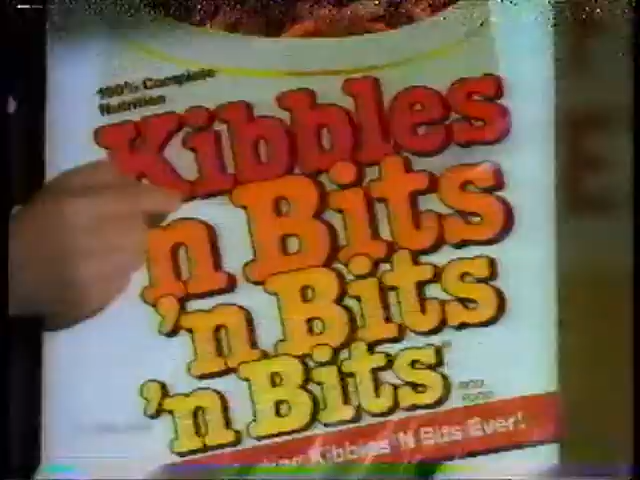 100% Complete
Nutrition
Kibbles
'n Bits
'n Bits
'n Bits
Kibbles 'N Bits Ever!